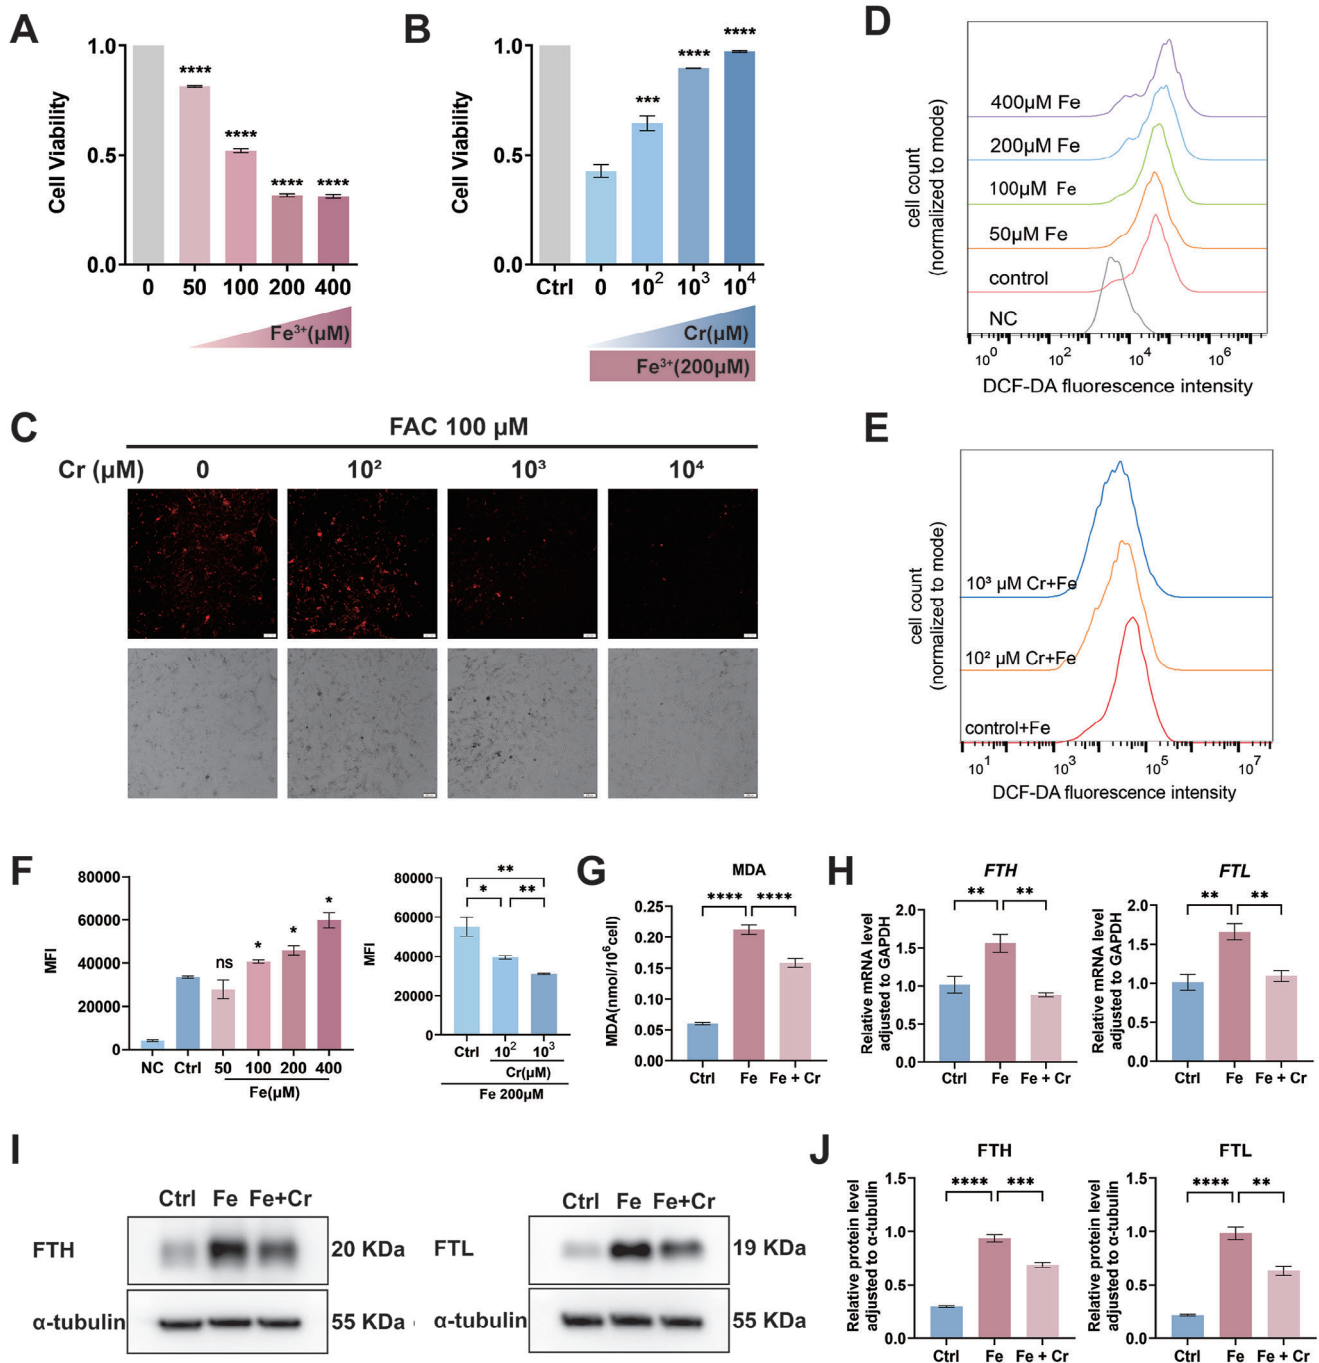 A
Cell Viability
1.0
0.5
0.0
****
****
****
****
0 50 100 200 400
Fe³⁺(μM)
B
Cell Viability
1.0
0.5
0.0
***
****
****
Ctrl 0 10² 10³ 10⁴
Cr(μM)
Fe³⁺(200μM)
C
FAC 100 μM
Cr (μM) 0 10² 10³ 10⁴
D
cell count
(normalized to mode)
400μM Fe
200μM Fe
100μM Fe
50μM Fe
control
NC
10⁰ 10² 10⁴ 10⁶
DCF-DA fluorescence intensity
E
cell count
(normalized to mode)
10³ μM Cr+Fe
10² μM Cr+Fe
control+Fe
10¹ 10³ 10⁵ 10⁷
DCF-DA fluorescence intensity
F
MFI
80000
60000
40000
20000
0
ns
*
*
*
NC Ctrl 50 100 200 400
Fe(μM)
MFI
80000
60000
40000
20000
0
**
* **
Ctrl 10² 10³
Cr(μM)
Fe 200μM
G
MDA
MDA(nmol/10⁶cell)
0.25
0.20
0.15
0.10
0.05
0.00
**** ****
Ctrl Fe Fe + Cr
H
FTH
Relative mRNA level
adjusted to GAPDH
2.0
1.5
1.0
0.5
0.0
** **
Ctrl Fe Fe + Cr
FTL
Relative mRNA level
adjusted to GAPDH
2.0
1.5
1.0
0.5
0.0
** **
Ctrl Fe Fe + Cr
I
Ctrl Fe Fe+Cr
FTH 20 KDa
α-tubulin 55 KDa
Ctrl Fe Fe+Cr
FTL 19 KDa
α-tubulin 55 KDa
J
FTH
Relative protein level
adjusted to α-tubulin
1.5
1.0
0.5
0.0
**** ***
Ctrl Fe Fe + Cr
FTL
Relative protein level
adjusted to α-tubulin
1.5
1.0
0.5
0.0
**** **
Ctrl Fe Fe + Cr